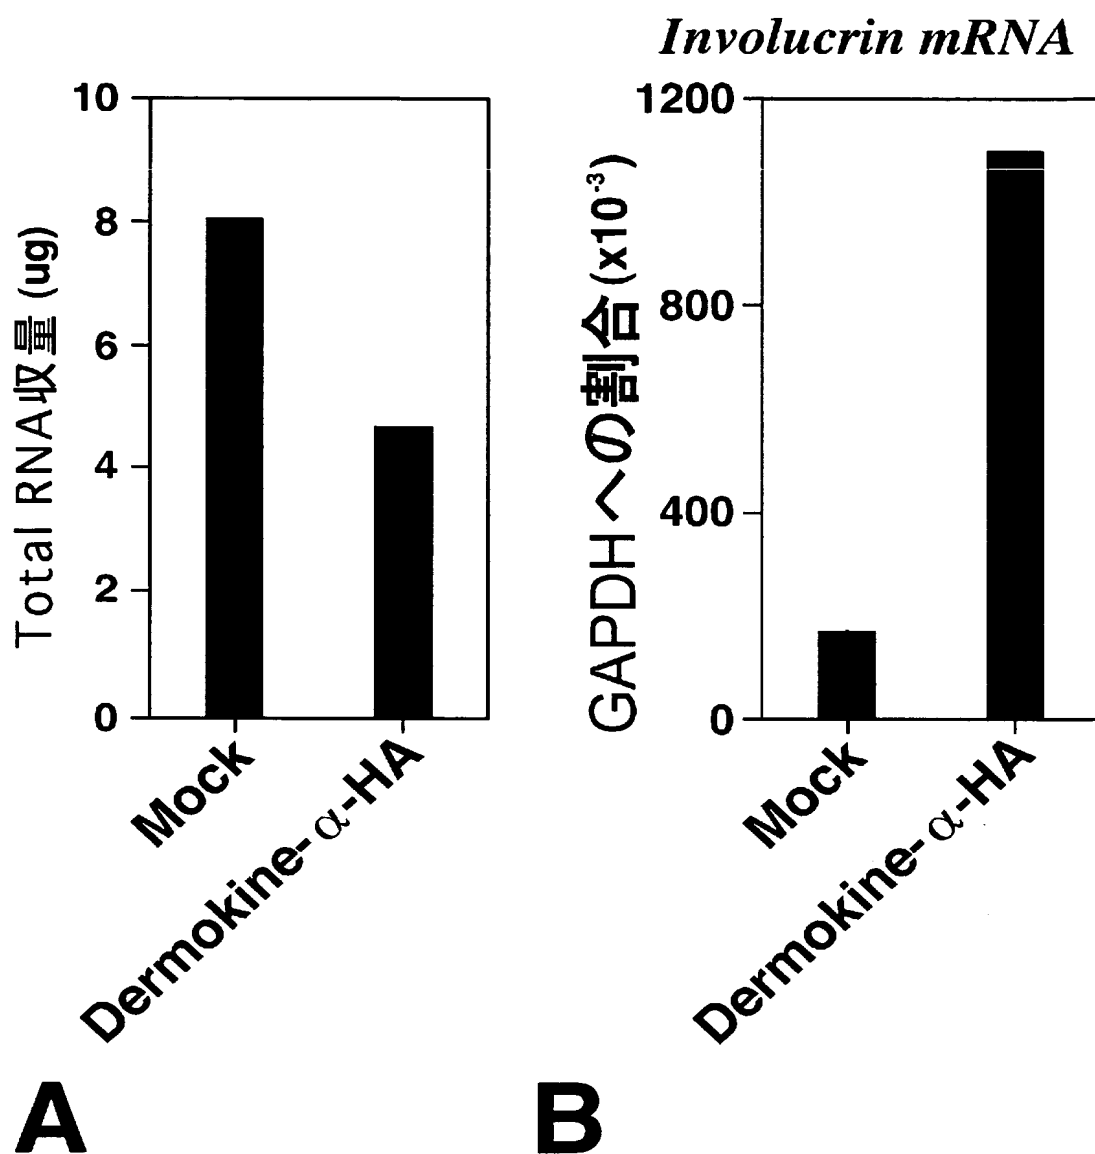 Total RNA収量 (ug)
10
8
6
4
2
0
Mock
Dermokine-α-HA
A
Involucrin mRNA
GAPDHへの割合 (x10⁻³)
1200
800
400
0
Mock
Dermokine-α-HA
B